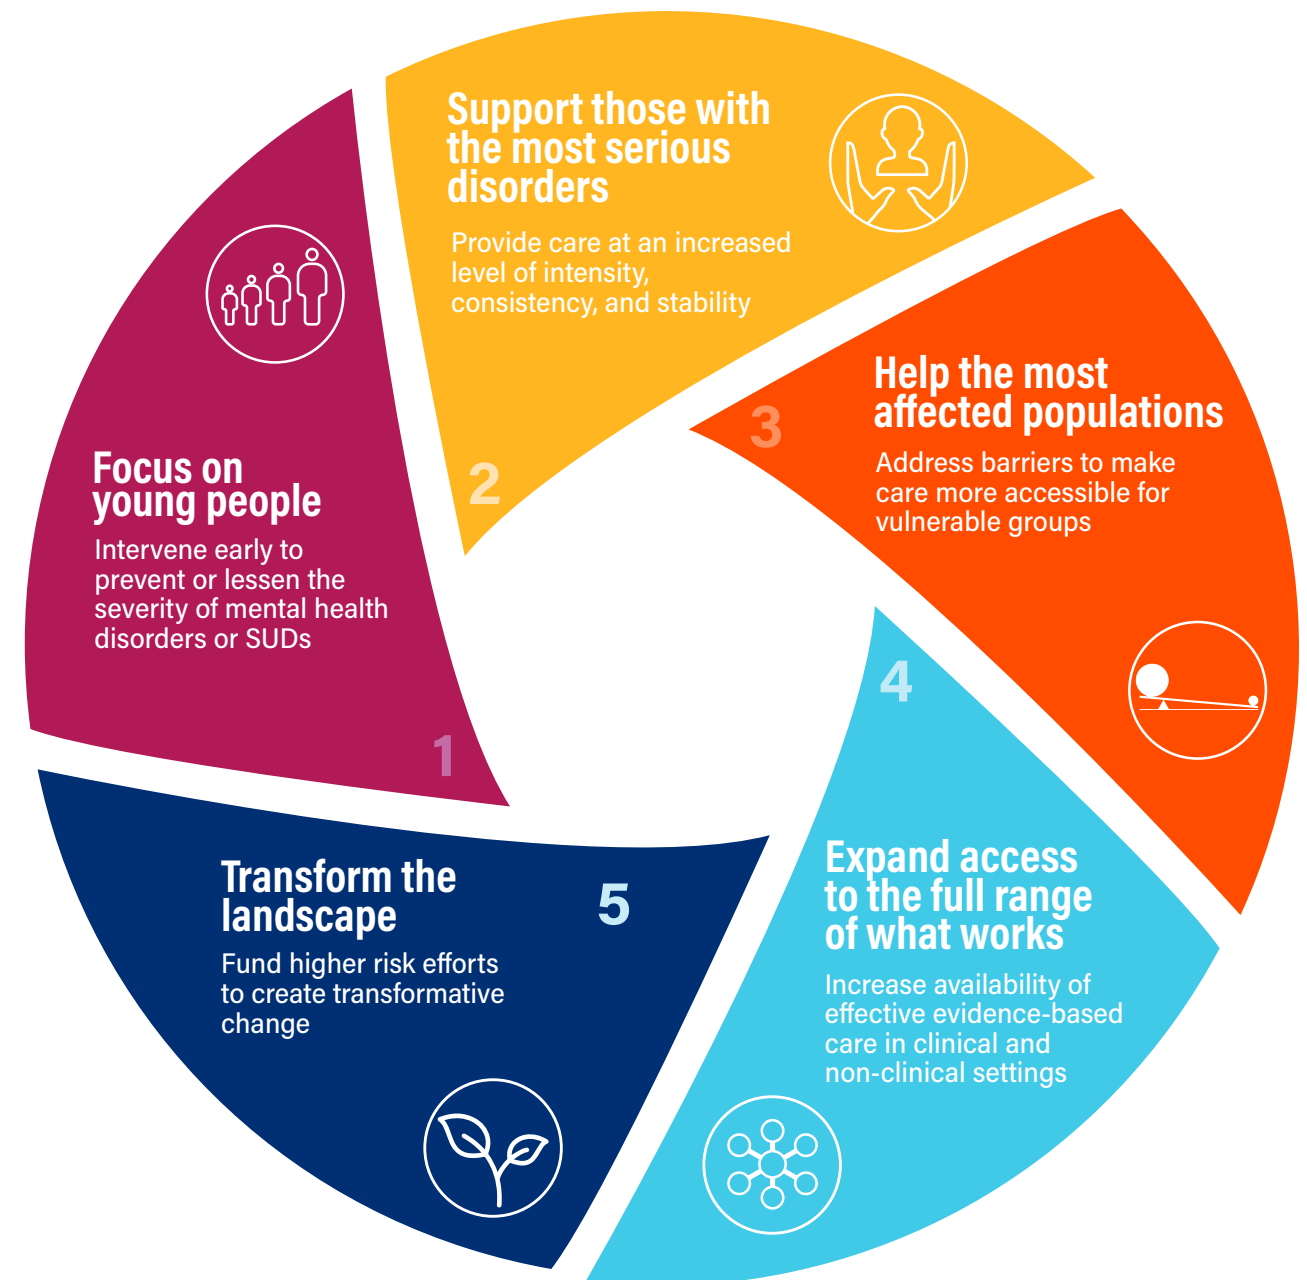 1
Focus on
young people
Intervene early to
prevent or lessen the
severity of mental health
disorders or SUDs
2
Support those with
the most serious
disorders
Provide care at an increased
level of intensity,
consistency, and stability
3
Help the most
affected populations
Address barriers to make
care more accessible for
vulnerable groups
4
Expand access
to the full range
of what works
Increase availability of
effective evidence-based
care in clinical and
non-clinical settings
5
Transform the
landscape
Fund higher risk efforts
to create transformative
change